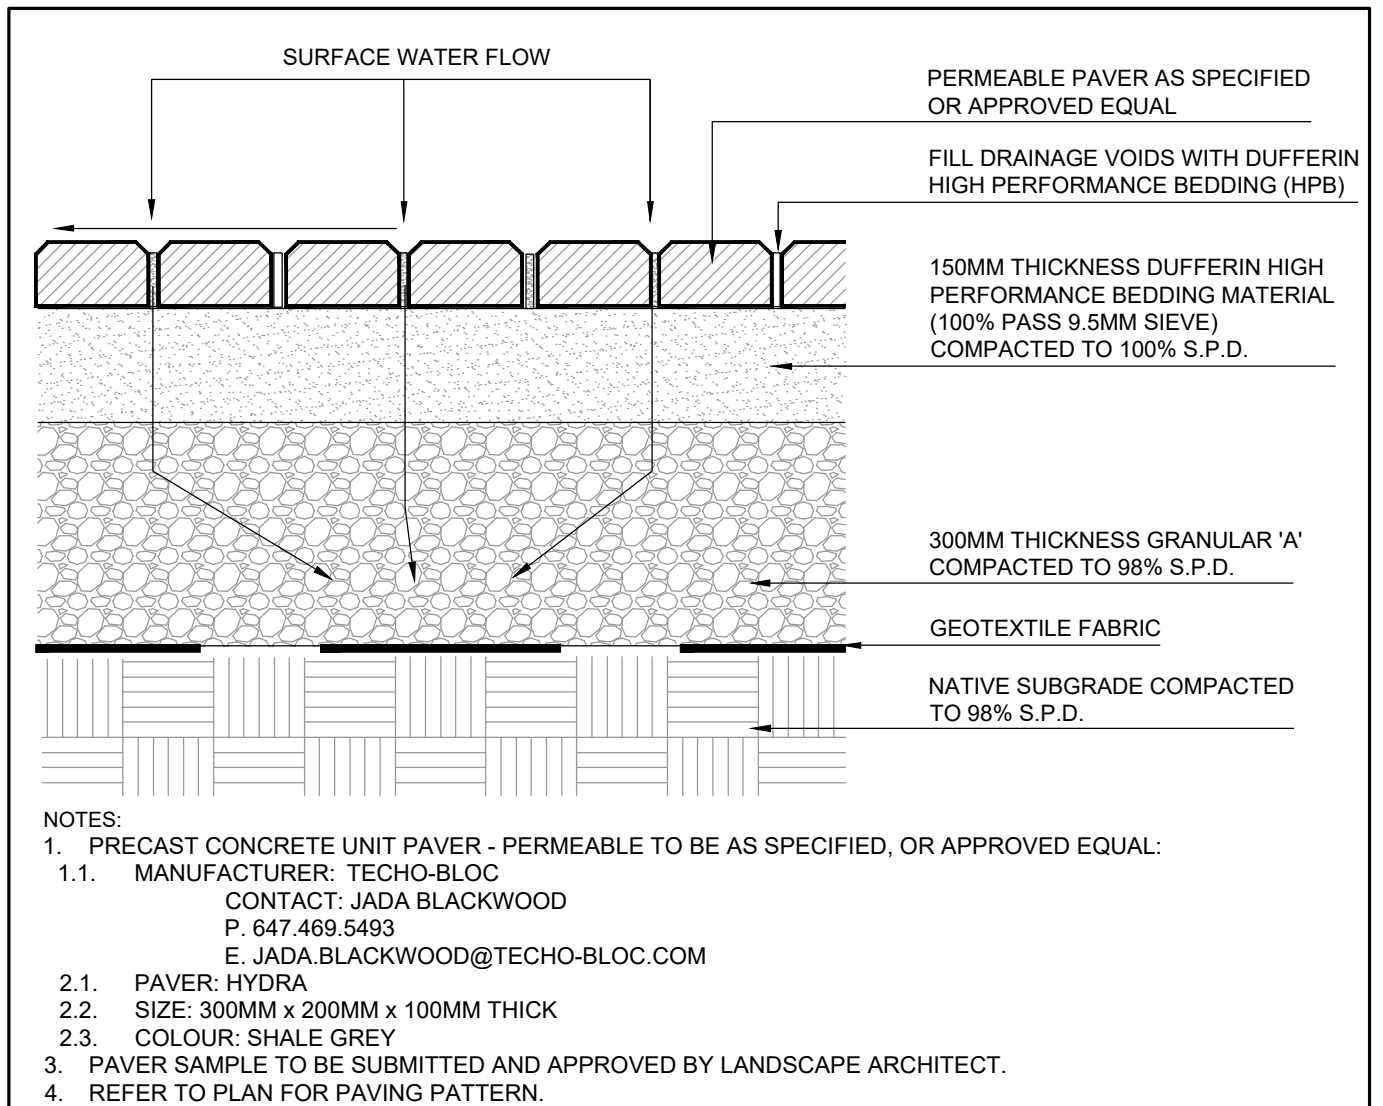 SURFACE WATER FLOW
PERMEABLE PAVER AS SPECIFIED
OR APPROVED EQUAL
FILL DRAINAGE VOIDS WITH DUFFERIN
HIGH PERFORMANCE BEDDING (HPB)
150MM THICKNESS DUFFERIN HIGH
PERFORMANCE BEDDING MATERIAL
(100% PASS 9.5MM SIEVE)
COMPACTED TO 100% S.P.D.
300MM THICKNESS GRANULAR 'A'
COMPACTED TO 98% S.P.D.
GEOTEXTILE FABRIC
NATIVE SUBGRADE COMPACTED
TO 98% S.P.D.
NOTES:
1. PRECAST CONCRETE UNIT PAVER - PERMEABLE TO BE AS SPECIFIED, OR APPROVED EQUAL:
1.1. MANUFACTURER: TECHO-BLOC
CONTACT: JADA BLACKWOOD
P. 647.469.5493
E. JADA.BLACKWOOD@TECHO-BLOC.COM
2.1. PAVER: HYDRA
2.2. SIZE: 300MM x 200MM x 100MM THICK
2.3. COLOUR: SHALE GREY
3. PAVER SAMPLE TO BE SUBMITTED AND APPROVED BY LANDSCAPE ARCHITECT.
4. REFER TO PLAN FOR PAVING PATTERN.